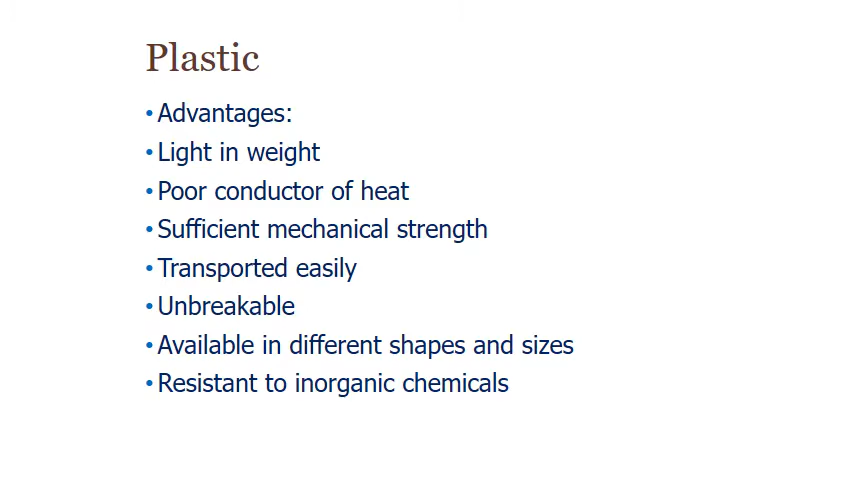 Plastic
• Advantages:
• Light in weight
• Poor conductor of heat
• Sufficient mechanical strength
• Transported easily
• Unbreakable
• Available in different shapes and sizes
• Resistant to inorganic chemicals